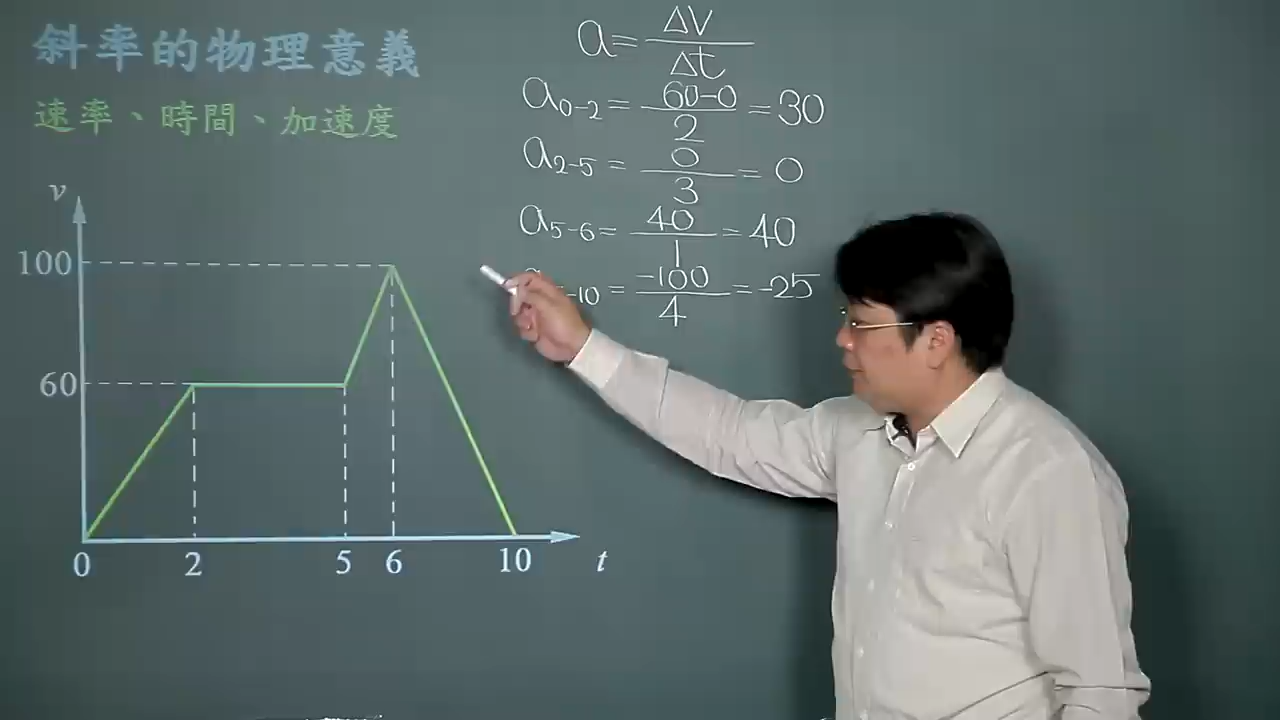 斜率的物理意義
速率、時間、加速度
v
100
60
0 2 5 6 10 t
a = ΔV / Δt
a0-2 = 60-0 / 2 = 30
a2-5 = 0 / 3 = 0
a5-6 = 40 / 1 = 40
-10 = -100 / 4 = -25